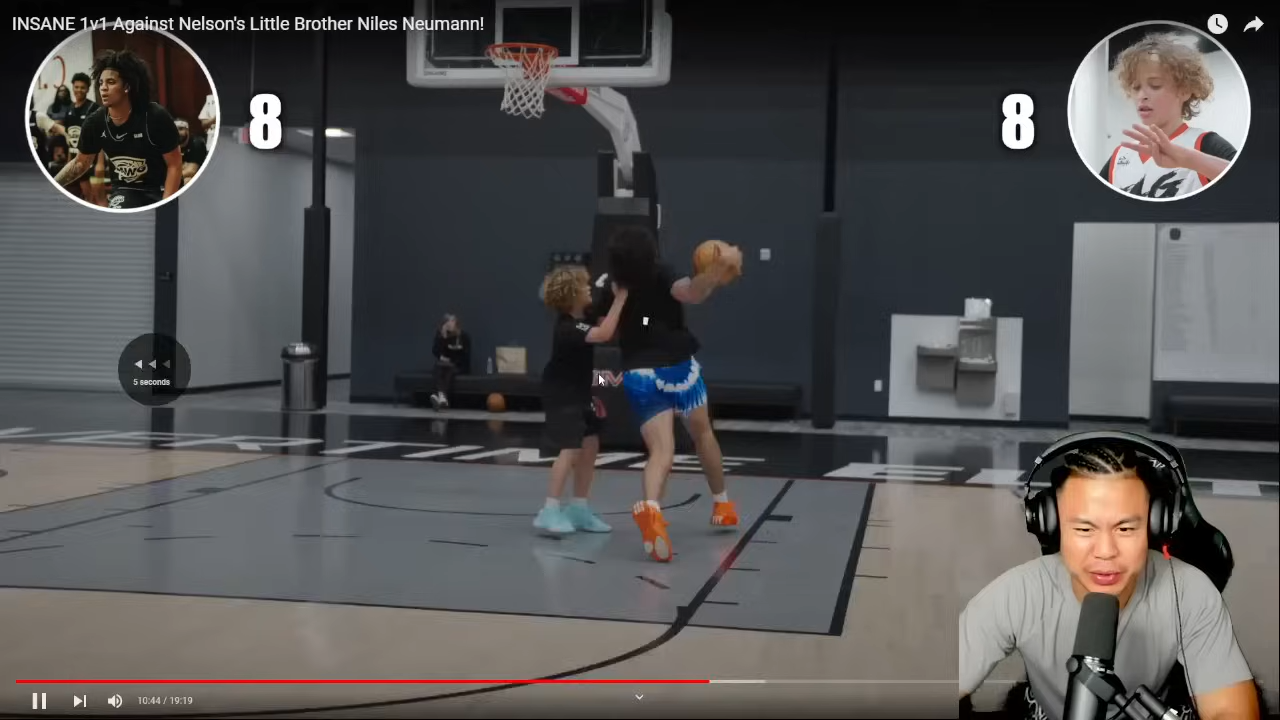 INSANE 1v1 Against Nelson's Little Brother Niles Neumann!
8
8
5 seconds
10:44 / 19:19